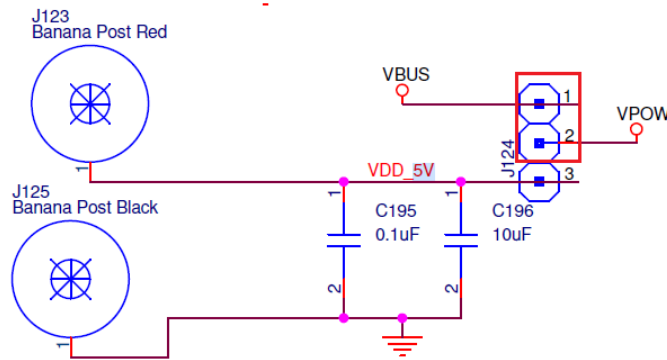 J123
Banana Post Red
VBUS
1
VPOW
2
J124
1
VDD_5V
3
J125
Banana Post Black
1
C195
0.1uF
1
C196
10uF
2
2
1